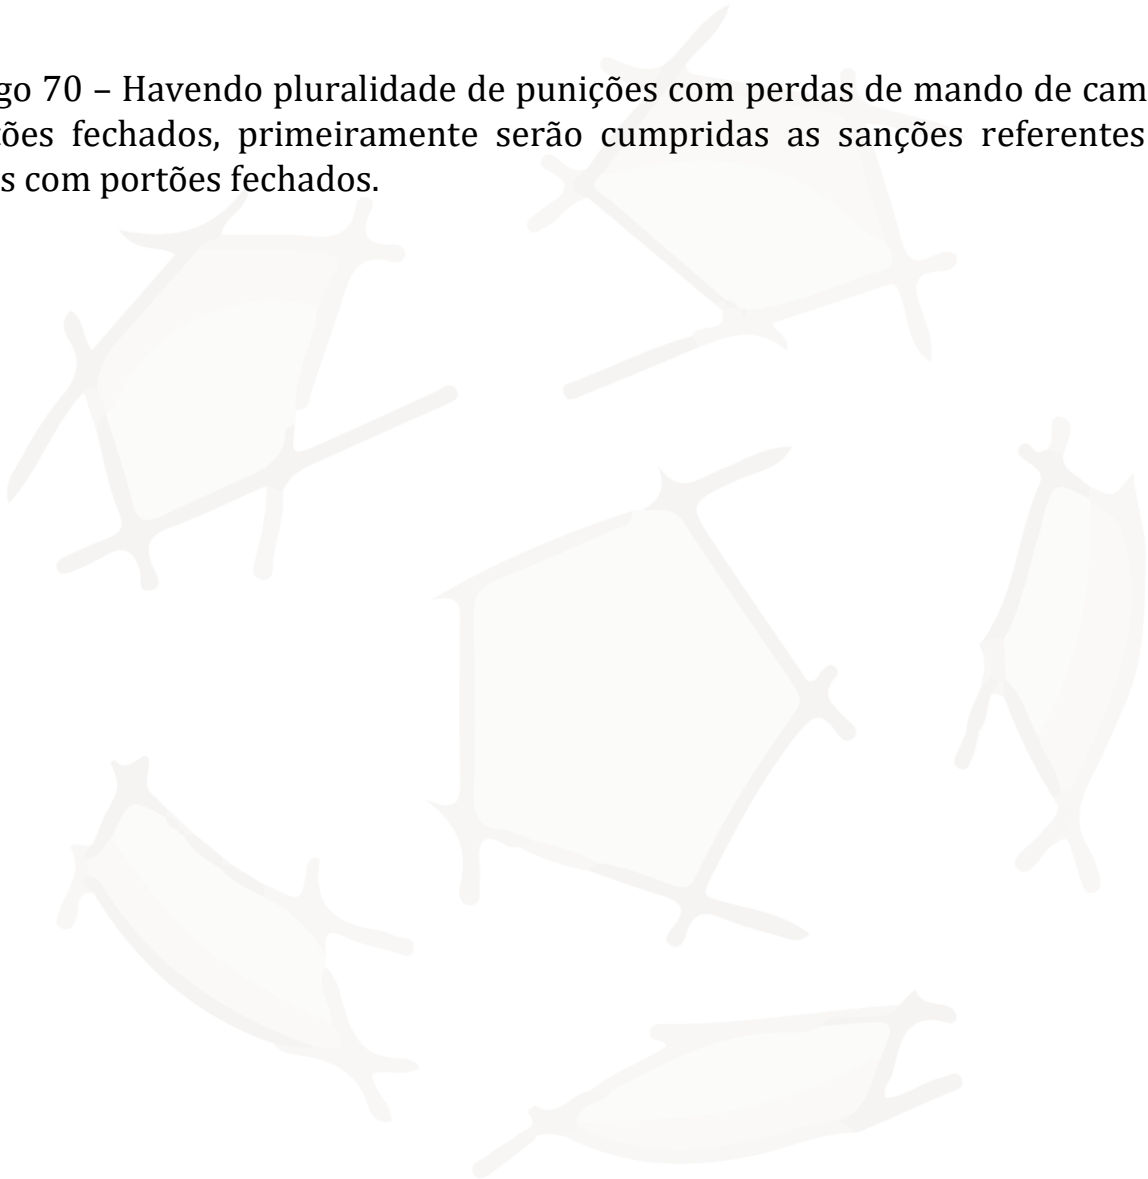 go 70 – Havendo pluralidade de punições com perdas de mando de cam
ões fechados, primeiramente serão cumpridas as sanções referentes
s com portões fechados.